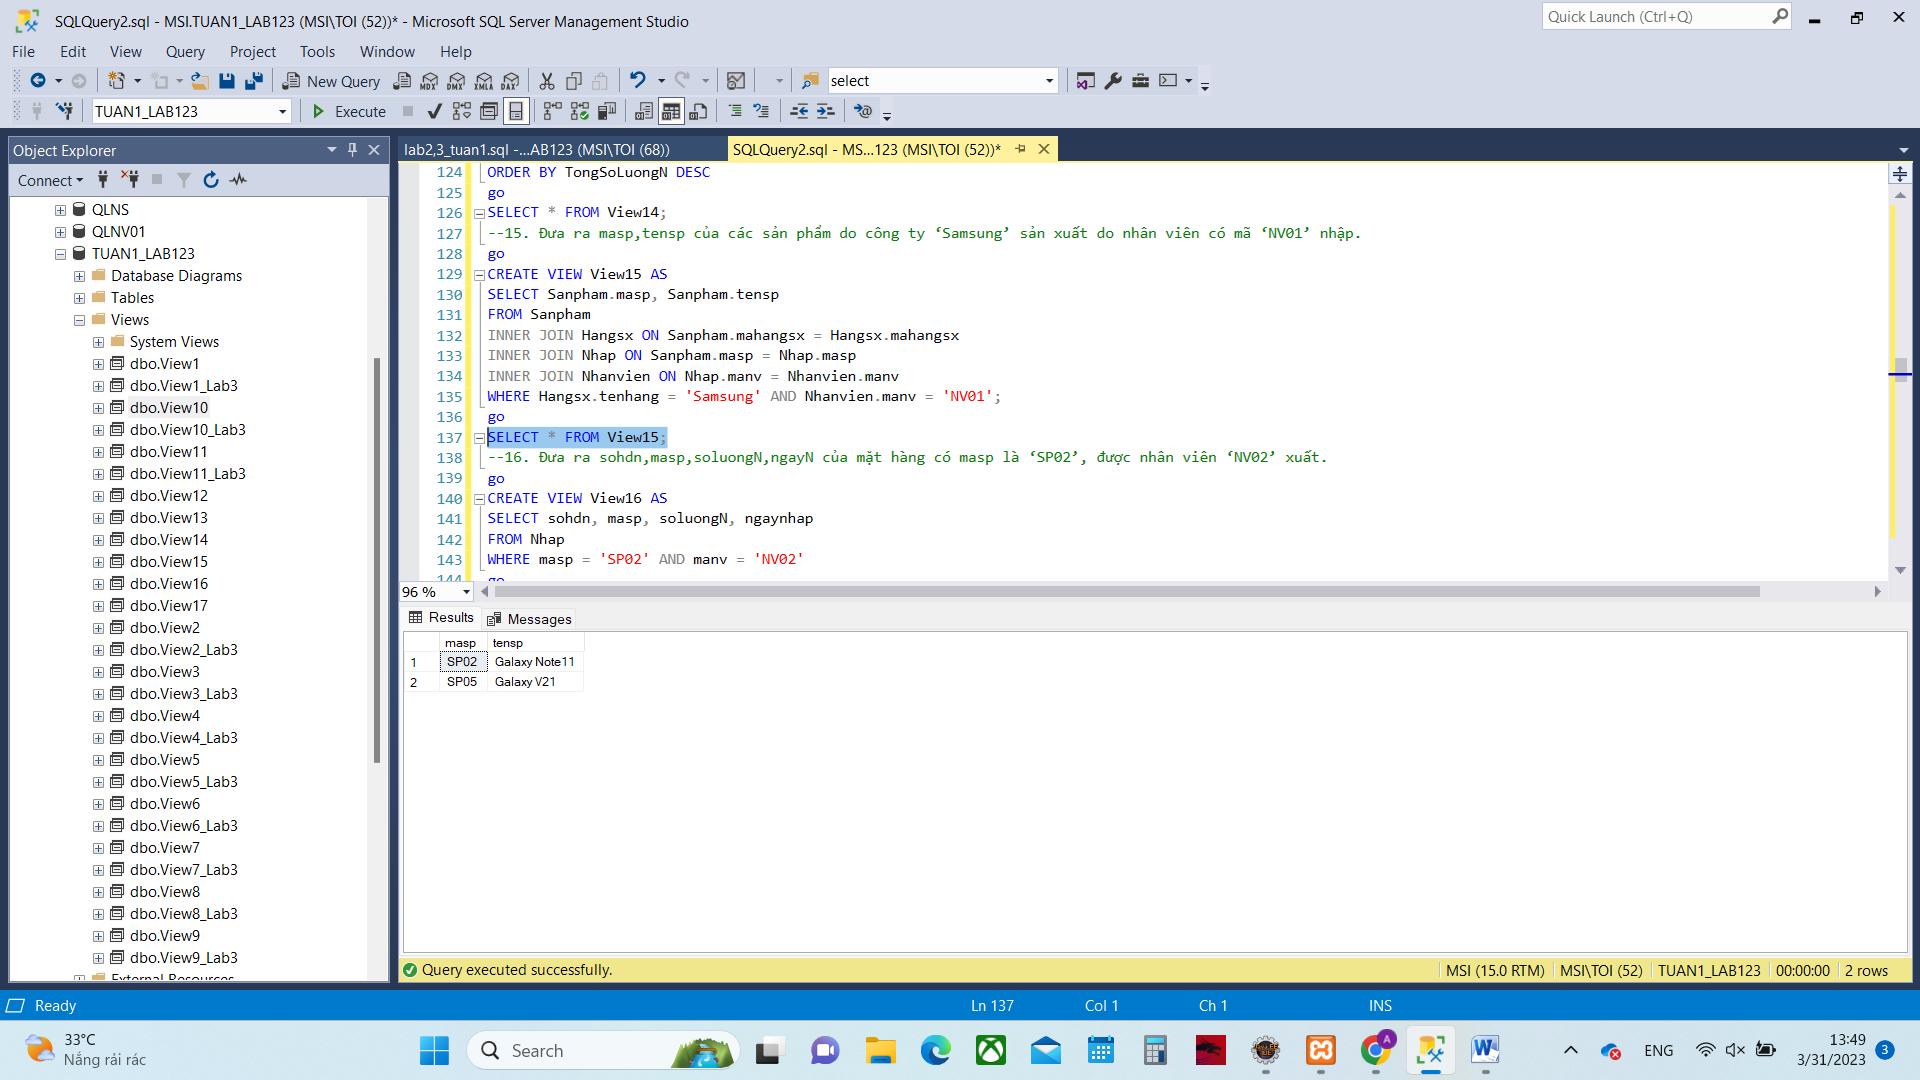 SQLQuery2.sql - MSI.TUAN1_LAB123 (MSI\TOI (52))* - Microsoft SQL Server Management Studio
Quick Launch (Ctrl+Q)
File Edit View Query Project Tools Window Help
New Query
MDX DMX XMLA DAX
select
TUAN1_LAB123
Execute
Object Explorer
Connect
QLNS
QLNV01
TUAN1_LAB123
Database Diagrams
Tables
Views
System Views
dbo.View1
dbo.View1_Lab3
dbo.View10
dbo.View10_Lab3
dbo.View11
dbo.View11_Lab3
dbo.View12
dbo.View13
dbo.View14
dbo.View15
dbo.View16
dbo.View17
dbo.View2
dbo.View2_Lab3
dbo.View3
dbo.View3_Lab3
dbo.View4
dbo.View4_Lab3
dbo.View5
dbo.View5_Lab3
dbo.View6
dbo.View6_Lab3
dbo.View7
dbo.View7_Lab3
dbo.View8
dbo.View8_Lab3
dbo.View9
dbo.View9_Lab3
External Resources
lab2,3_tuan1.sql -...AB123 (MSI\TOI (68))
SQLQuery2.sql - MS...123 (MSI\TOI (52))*
124 ORDER BY TongSoLuongN DESC
125 go
126 SELECT * FROM View14;
127 --15. Đưa ra masp,tensp của các sản phẩm do công ty ‘Samsung’ sản xuất do nhân viên có mã ‘NV01’ nhập.
128 go
129 CREATE VIEW View15 AS
130 SELECT Sanpham.masp, Sanpham.tensp
131 FROM Sanpham
132 INNER JOIN Hangsx ON Sanpham.mahangsx = Hangsx.mahangsx
133 INNER JOIN Nhap ON Sanpham.masp = Nhap.masp
134 INNER JOIN Nhanvien ON Nhap.manv = Nhanvien.manv
135 WHERE Hangsx.tenhang = 'Samsung' AND Nhanvien.manv = 'NV01';
136 go
137 SELECT * FROM View15;
138 --16. Đưa ra sohdn,masp,soluongN,ngayN của mặt hàng có masp là ‘SP02’, được nhân viên ‘NV02’ xuất.
139 go
140 CREATE VIEW View16 AS
141 SELECT sohdn, masp, soluongN, ngaynhap
142 FROM Nhap
143 WHERE masp = 'SP02' AND manv = 'NV02'
144 go
96 %
Results Messages
masp tensp
1 SP02 Galaxy Note11
2 SP05 Galaxy V21
Query executed successfully.
MSI (15.0 RTM) MSI\TOI (52) TUAN1_LAB123 00:00:00 2 rows
Ready
Ln 137 Col 1 Ch 1 INS
33°C
Nắng rải rác
Search
A
ENG
13:49
3/31/2023
3